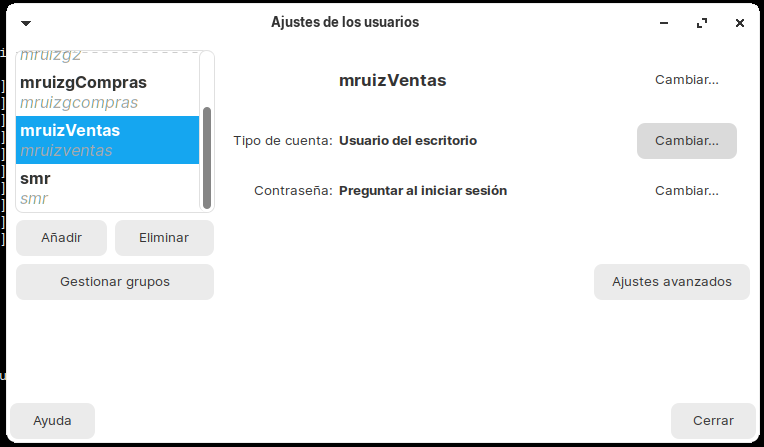 Ajustes de los usuarios
mruizg2
mruizgCompras
mruizgcompras
mruizVentas
mruizventas
smr
smr
Añadir
Eliminar
Gestionar grupos
mruizVentas
Cambiar...
Tipo de cuenta: Usuario del escritorio
Cambiar...
Contraseña: Preguntar al iniciar sesión
Cambiar...
Ajustes avanzados
Ayuda
Cerrar